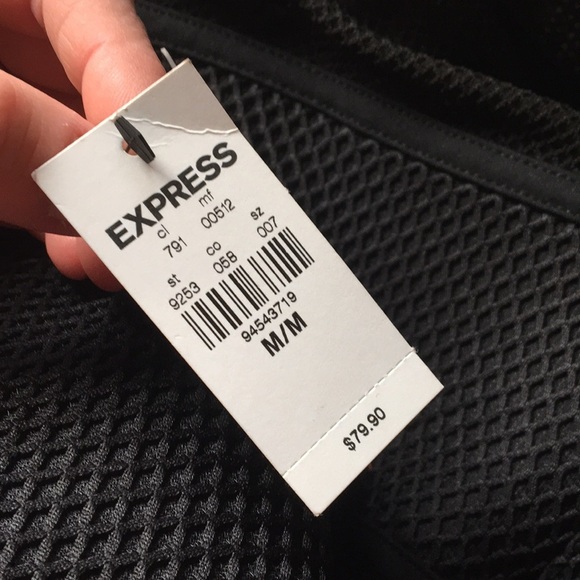 EXPRESS
cl mf
791 00512
st co sz
9253 058 007
94543719
M/M
$79.90